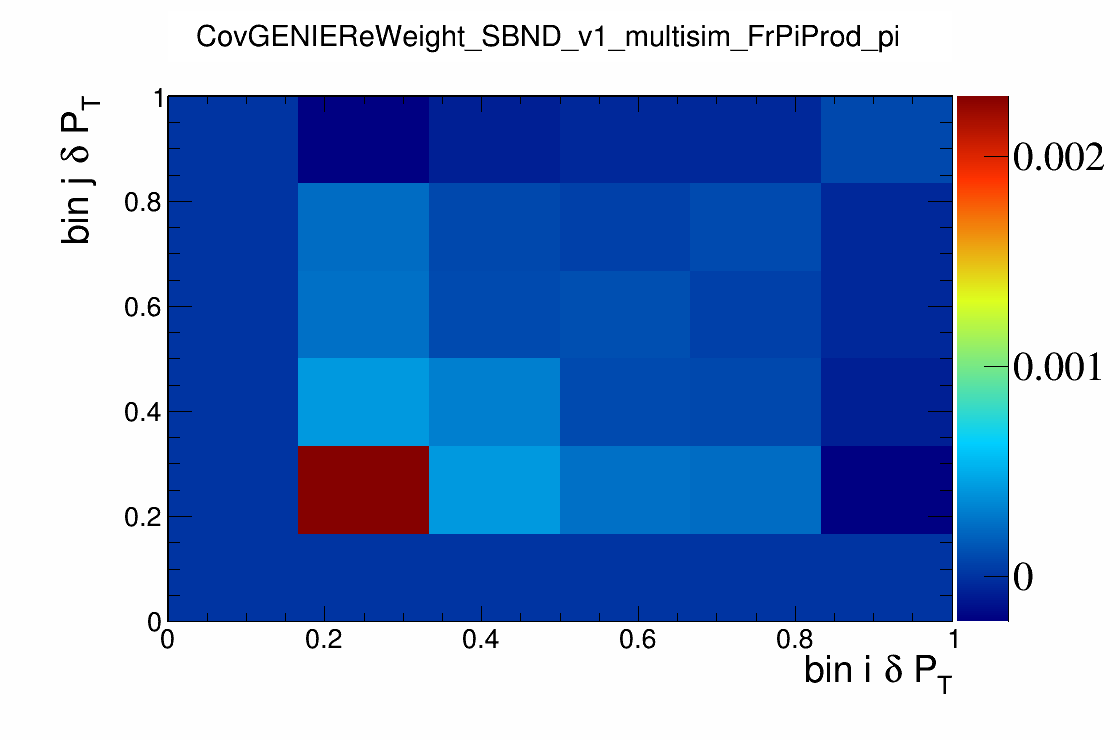 CovGENIEReWeight_SBND_v1_multisim_FrPiProd_pi
bin j δ P_T
1
0.8
0.6
0.4
0.2
0
0 0.2 0.4 0.6 0.8 1
bin i δ P_T
0.002
0.001
0